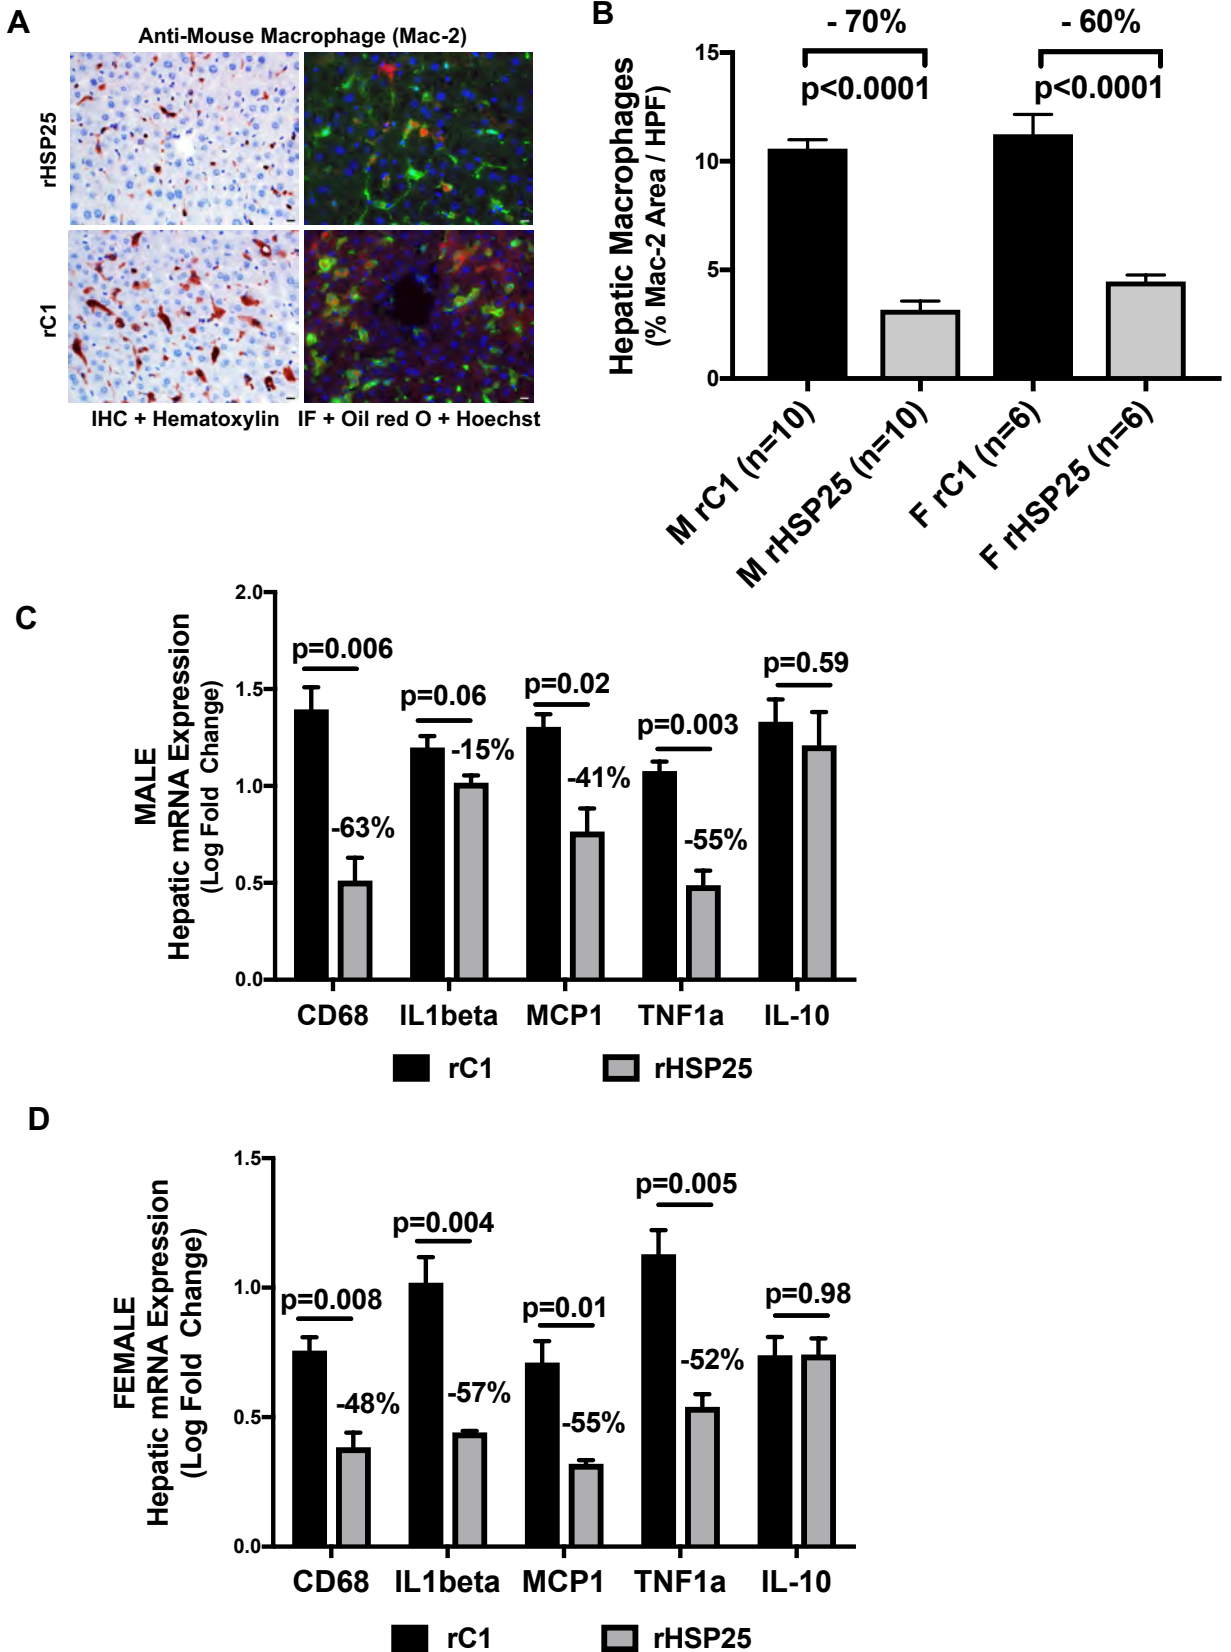 A
Anti-Mouse Macrophage (Mac-2)
rHSP25
rC1
IHC + Hematoxylin
IF + Oil red O + Hoechst
B
- 70%
- 60%
p<0.0001
p<0.0001
Hepatic Macrophages
(% Mac-2 Area / HPF)
15
10
5
0
M rC1 (n=10)
M rHSP25 (n=10)
F rC1 (n=6)
F rHSP25 (n=6)
C
MALE
Hepatic mRNA Expression
(Log Fold Change)
2.0
1.5
1.0
0.5
0.0
p=0.006
-63%
p=0.06
-15%
p=0.02
-41%
p=0.003
-55%
p=0.59
CD68
IL1beta
MCP1
TNF1a
IL-10
rC1
rHSP25
D
FEMALE
Hepatic mRNA Expression
(Log Fold Change)
1.5
1.0
0.5
0.0
p=0.008
-48%
p=0.004
-57%
p=0.01
-55%
p=0.005
-52%
p=0.98
CD68
IL1beta
MCP1
TNF1a
IL-10
rC1
rHSP25